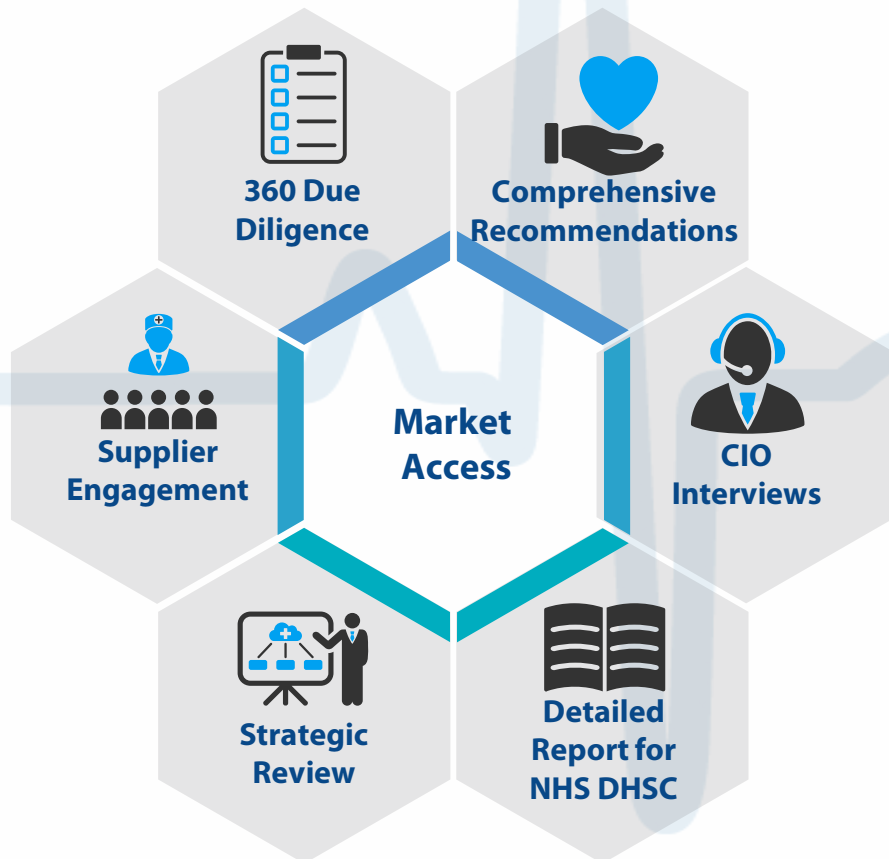 360 Due
Diligence
Comprehensive
Recommendations
Supplier
Engagement
Market
Access
CIO
Interviews
Strategic
Review
Detailed
Report for
NHS DHSC